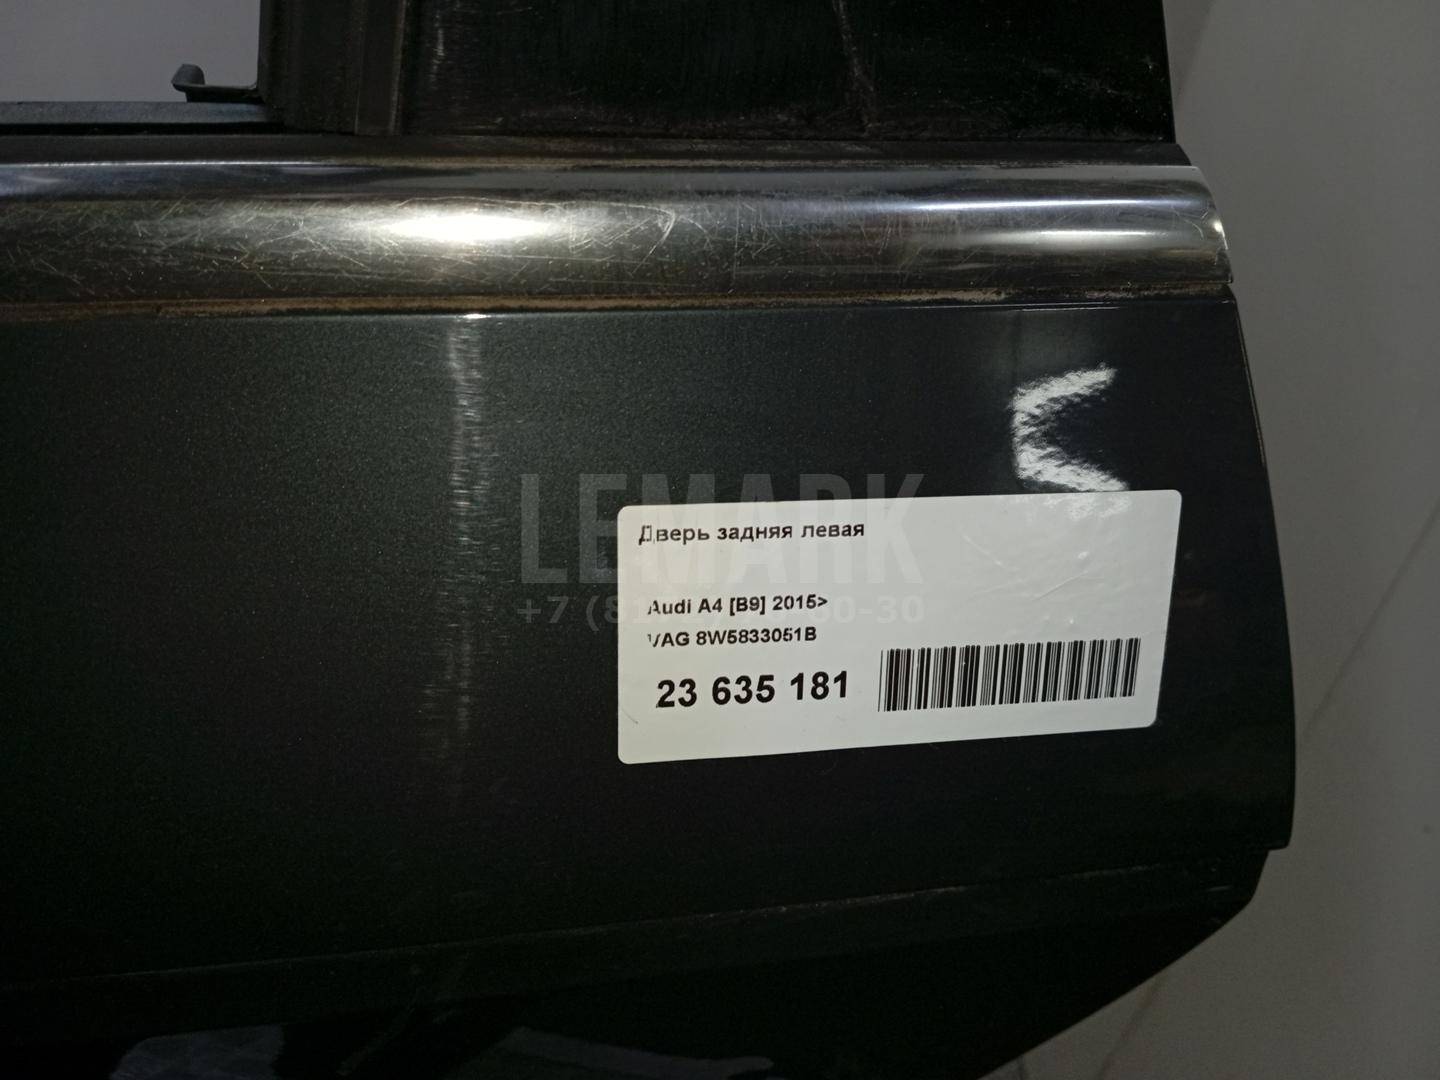 LEMARK
Дверь задняя левая
Audi A4 [B9] 2015>
VAG 8W5833051B
23 635 181